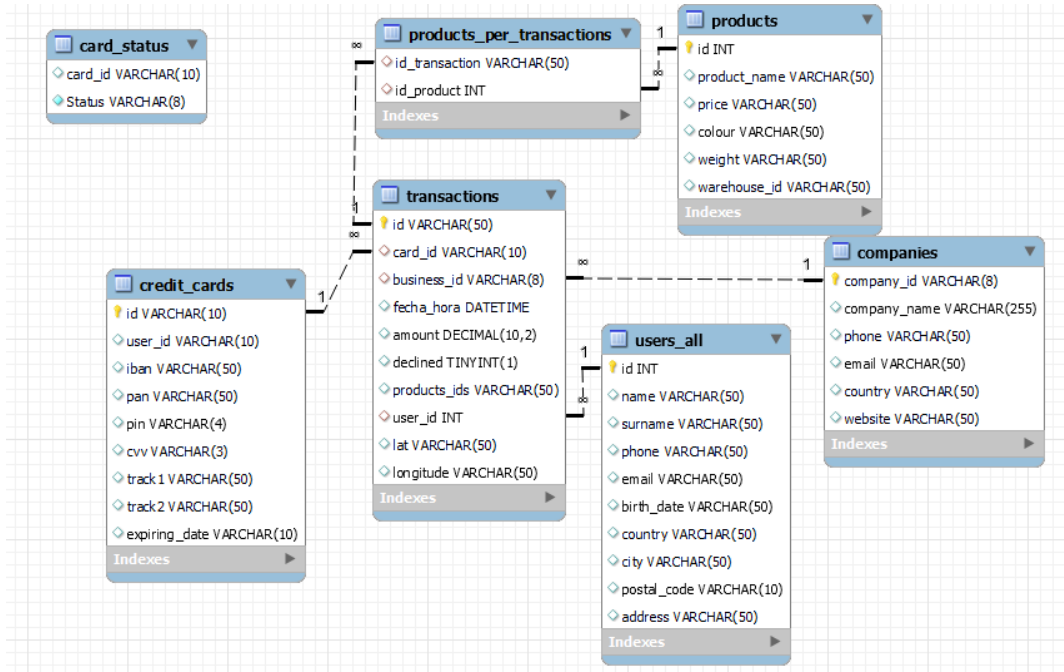 card_status
card_id VARCHAR(10)
Status VARCHAR(8)
products_per_transactions
id_transaction VARCHAR(50)
id_product INT
Indexes
products
id INT
product_name VARCHAR(50)
price VARCHAR(50)
colour VARCHAR(50)
weight VARCHAR(50)
warehouse_id VARCHAR(50)
Indexes
∞
1
∞
transactions
id VARCHAR(50)
card_id VARCHAR(10)
business_id VARCHAR(8)
fecha_hora DATETIME
amount DECIMAL(10,2)
declined TINYINT(1)
products_ids VARCHAR(50)
user_id INT
lat VARCHAR(50)
longitude VARCHAR(50)
Indexes
1
∞
1
∞
1
companies
company_id VARCHAR(8)
company_name VARCHAR(255)
phone VARCHAR(50)
email VARCHAR(50)
country VARCHAR(50)
website VARCHAR(50)
Indexes
credit_cards
id VARCHAR(10)
user_id VARCHAR(10)
iban VARCHAR(50)
pan VARCHAR(50)
pin VARCHAR(4)
cvv VARCHAR(3)
track1 VARCHAR(50)
track2 VARCHAR(50)
expiring_date VARCHAR(10)
Indexes
1
∞
users_all
id INT
name VARCHAR(50)
surname VARCHAR(50)
phone VARCHAR(50)
email VARCHAR(50)
birth_date VARCHAR(50)
country VARCHAR(50)
city VARCHAR(50)
postal_code VARCHAR(10)
address VARCHAR(50)
Indexes